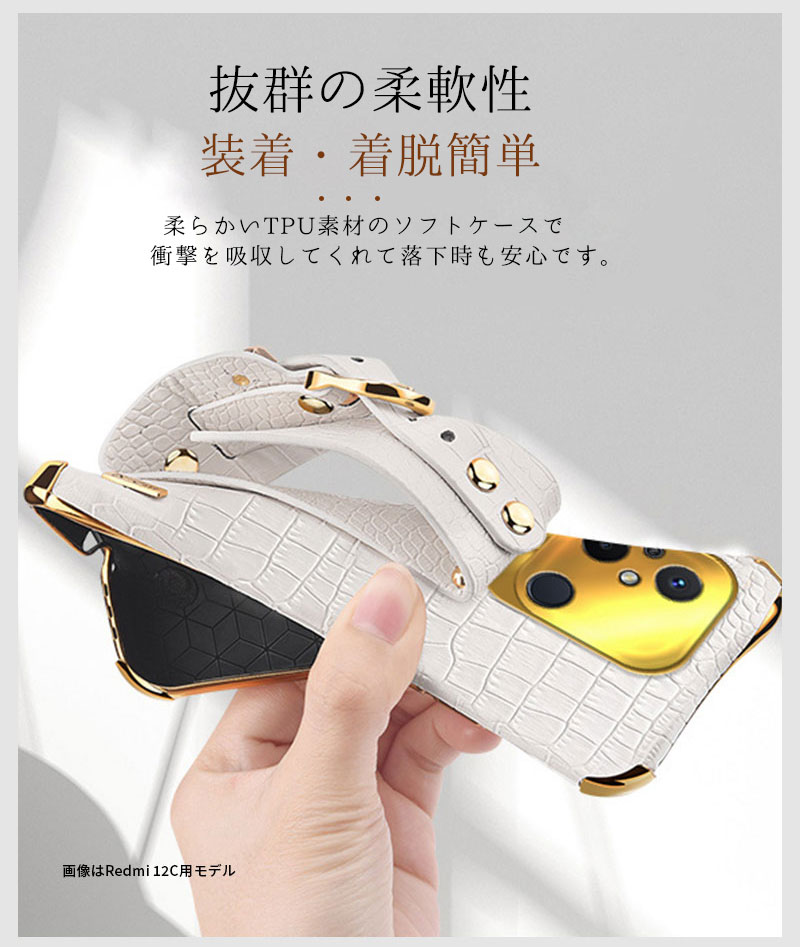 抜群の柔軟性
装着・着脱簡単
・・・
柔らかいTPU素材のソフトケースで
衝撃を吸収してくれて落下時も安心です。
画像はRedmi 12C用モデル